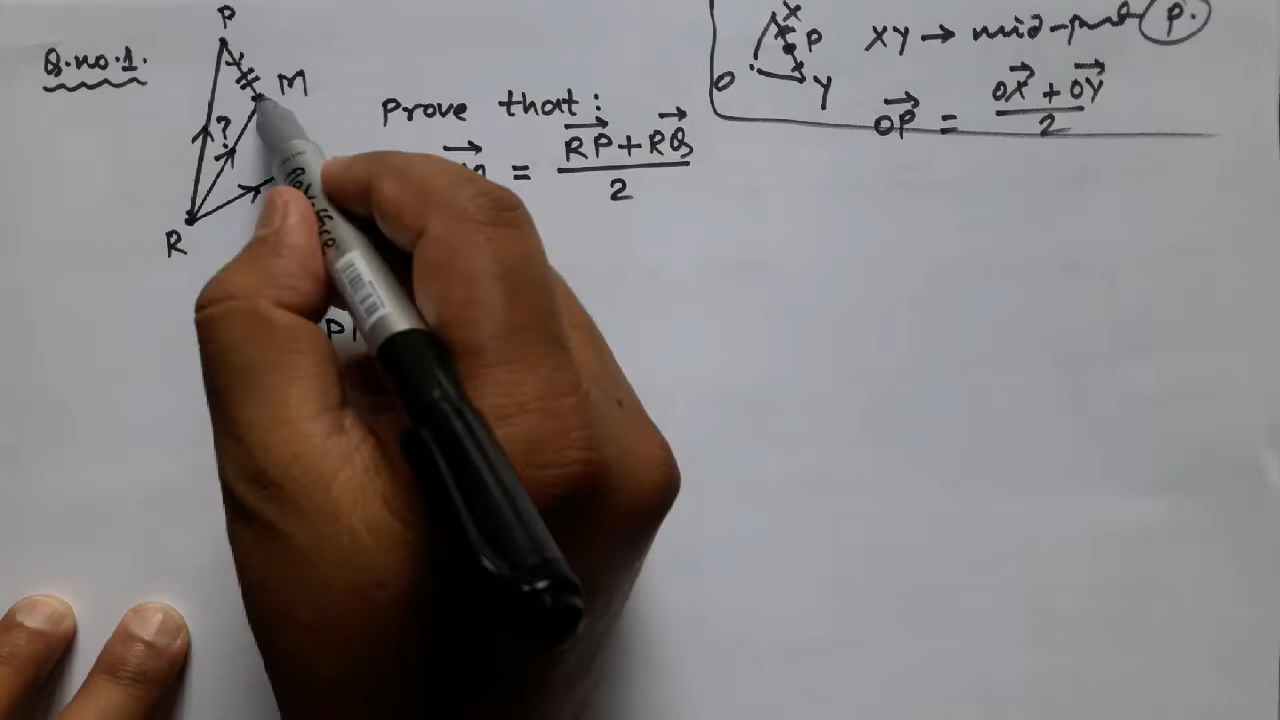 Q.no.1.
P
M
?
R
Prove that:
= RP + RQ
2
X
P
O
Y
XY → mid-point P.
OP = OX + OY
2
P